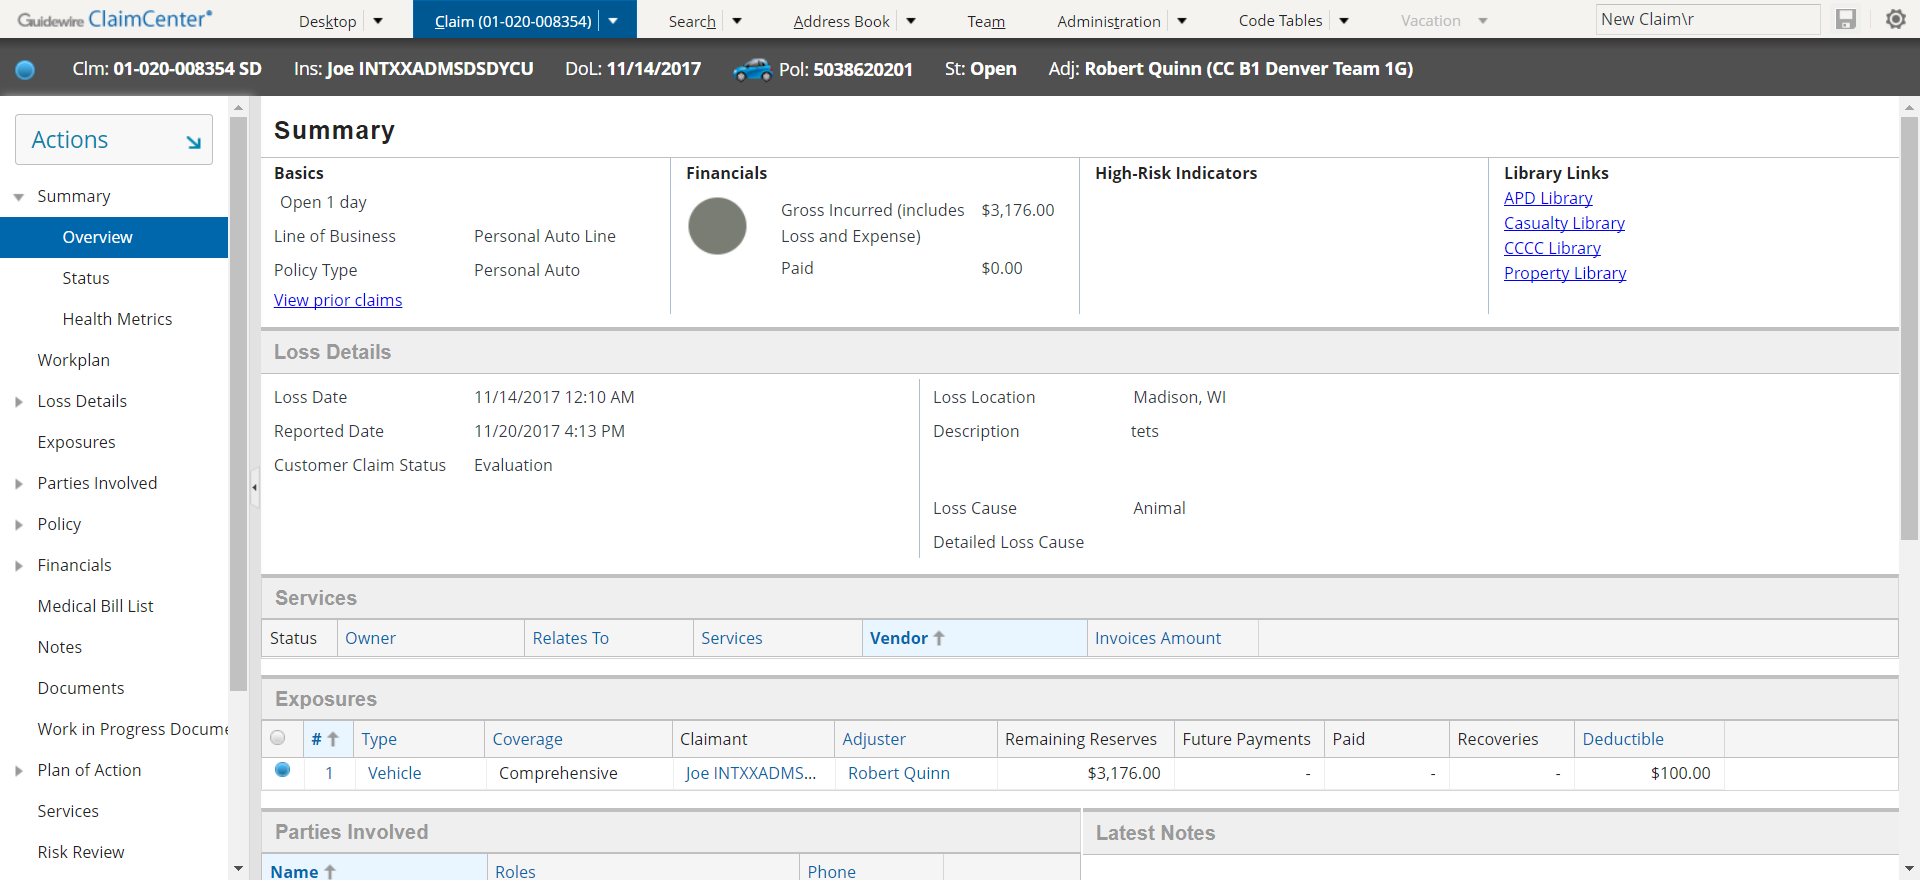 Guidewire ClaimCenter
Desktop
Claim (01-020-008354)
Search
Address Book
Team
Administration
Code Tables
Vacation
New Claim\r
Clm: 01-020-008354 SD
Ins: Joe INTXXADMSDSDYCU
DoL: 11/14/2017
Pol: 5038620201
St: Open
Adj: Robert Quinn (CC B1 Denver Team 1G)
Actions
Summary
Overview
Status
Health Metrics
Workplan
Loss Details
Exposures
Parties Involved
Policy
Financials
Medical Bill List
Notes
Documents
Work in Progress Docume
Plan of Action
Services
Risk Review
Summary
Basics
Open 1 day
Line of Business Personal Auto Line
Policy Type Personal Auto
View prior claims
Financials
Gross Incurred (includes $3,176.00
Loss and Expense)
Paid $0.00
High-Risk Indicators
Library Links
APD Library
Casualty Library
CCCC Library
Property Library
Loss Details
Loss Date 11/14/2017 12:10 AM
Reported Date 11/20/2017 4:13 PM
Customer Claim Status Evaluation
Loss Location Madison, WI
Description tets
Loss Cause Animal
Detailed Loss Cause
Services
Status Owner Relates To Services Vendor Invoices Amount
Exposures
# Type Coverage Claimant Adjuster Remaining Reserves Future Payments Paid Recoveries Deductible
1 Vehicle Comprehensive Joe INTXXADMS... Robert Quinn $3,176.00 - - - $100.00
Parties Involved
Name Roles Phone
Latest Notes